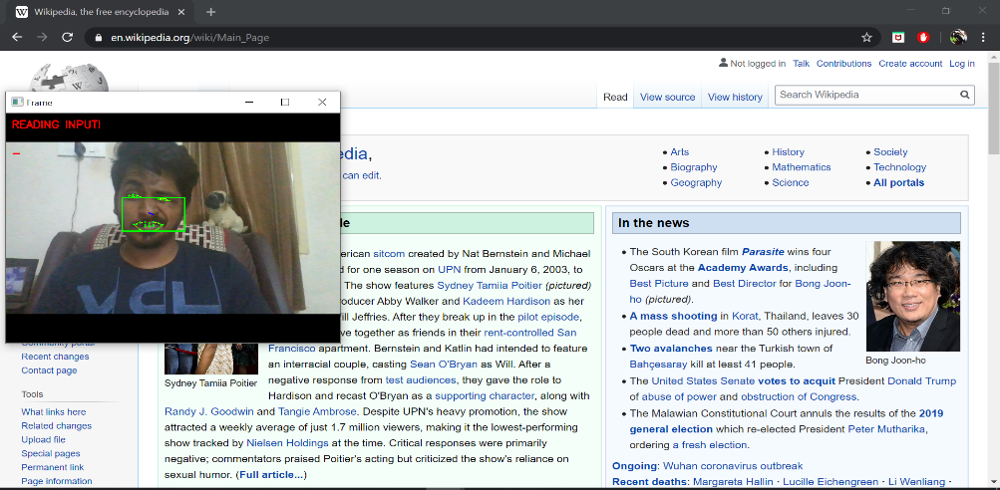 Wikipedia, the free encyclopedia
en.wikipedia.org/wiki/Main_Page
Not logged in Talk Contributions Create account Log in
Read View source View history Search Wikipedia
Frame
READING INPUT!
VCL
edia,
can edit.
Arts
Biography
Geography
History
Mathematics
Science
Society
Technology
All portals
le
erican sitcom created by Nat Bernstein and Michael
d for one season on UPN from January 6, 2003, to
The show features Sydney Tamiia Poitier (pictured)
oducer Abby Walker and Kadeem Hardison as her
ill Jeffries. After they break up in the pilot episode,
ve together as friends in their rent-controlled San
Francisco apartment. Bernstein and Katlin had intended to feature
an interracial couple, casting Sean O'Bryan as Will. After a
negative response from test audiences, they gave the role to
Hardison and recast O'Bryan as a supporting character, along with
Randy J. Goodwin and Tangie Ambrose. Despite UPN's heavy promotion, the show
attracted a weekly average of just 1.7 million viewers, making it the lowest-performing
show tracked by Nielsen Holdings at the time. Critical responses were primarily
negative; commentators praised Poitier's acting but criticized the show's reliance on
sexual humor. (Full article...)
Sydney Tamiia Poitier
In the news
The South Korean film Parasite wins four
Oscars at the Academy Awards, including
Best Picture and Best Director for Bong Joon-
ho (pictured).
A mass shooting in Korat, Thailand, leaves 30
people dead and more than 50 others injured.
Two avalanches near the Turkish town of
Bahçesaray kill at least 41 people.
Bong Joon-ho
The United States Senate votes to acquit President Donald Trump
of abuse of power and obstruction of Congress.
The Malawian Constitutional Court annuls the results of the 2019
general election which re-elected President Peter Mutharika,
ordering a fresh election.
Ongoing: Wuhan coronavirus outbreak
Recent deaths: Margareta Hallin · Lucille Eichengreen · Li Wenliang ·
Community portal
Recent changes
Contact page
Tools
What links here
Related changes
Upload file
Special pages
Permanent link
Page information